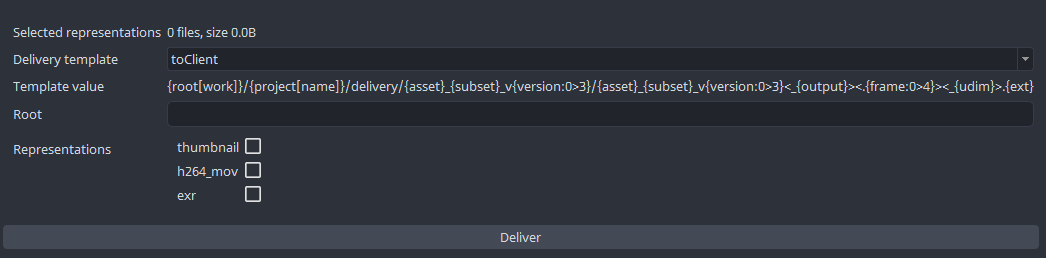 Selected representations 0 files, size 0.0B
Delivery template toClient
Template value {root[work]}/{project[name]}/delivery/{asset}_{subset}_v{version:0>3}/{asset}_{subset}_v{version:0>3}<_{output}><.{frame:0>4}><_{udim}>.{ext}
Root
Representations thumbnail
h264_mov
exr
Deliver